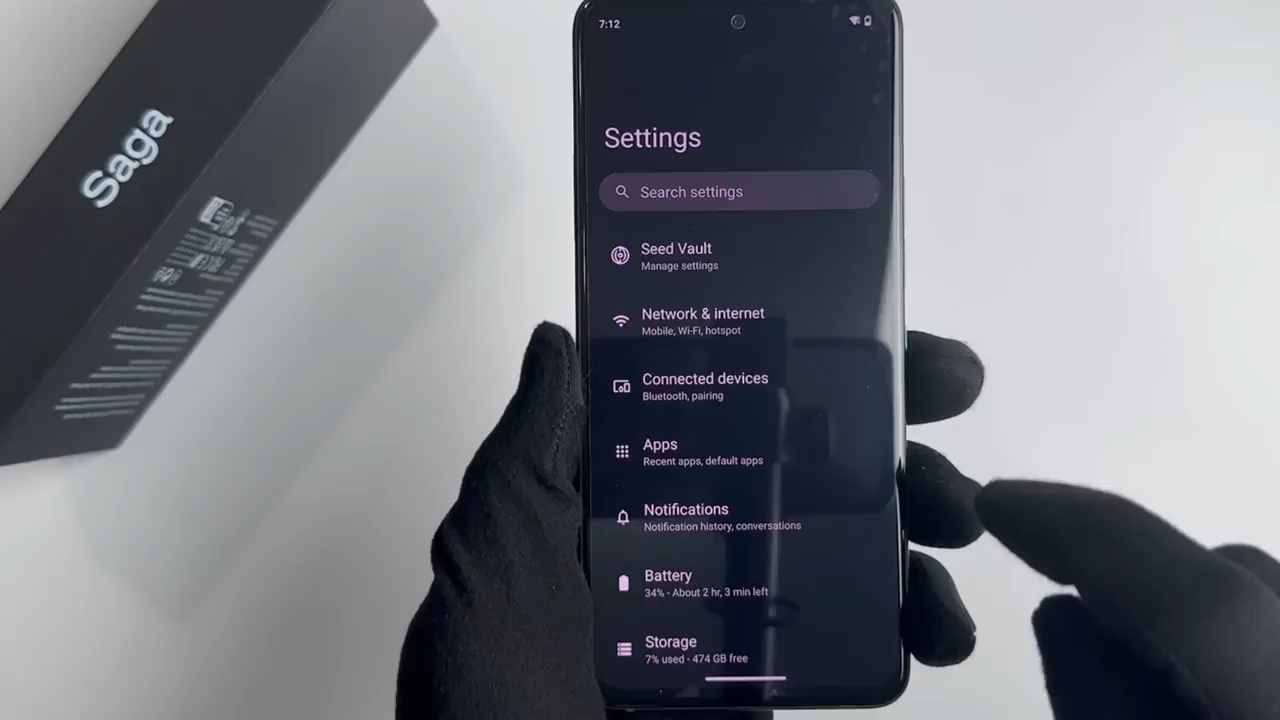 Saga
7:12
Settings
Search settings
Seed Vault
Manage settings
Network & internet
Mobile, Wi-Fi, hotspot
Connected devices
Bluetooth, pairing
Apps
Recent apps, default apps
Notifications
Notification history, conversations
Battery
34% - About 2 hr, 3 min left
Storage
7% used - 474 GB free